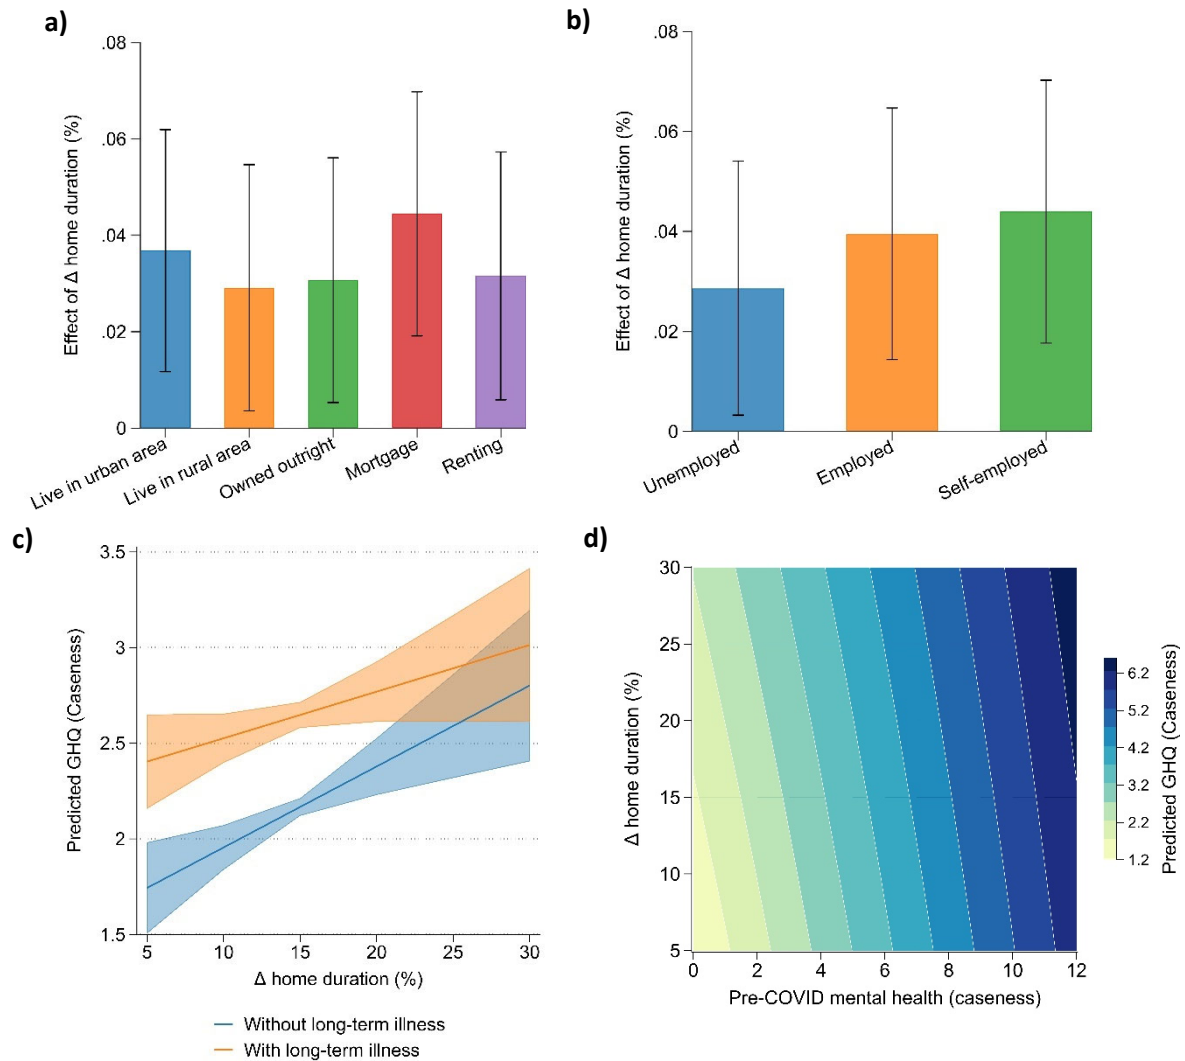 a)
.08
.06
.04
.02
0
Effect of Δ home duration (%)
Live in urban area
Live in rural area
Owned outright
Mortgage
Renting
b)
.08
.06
.04
.02
0
Effect of Δ home duration (%)
Unemployed
Employed
Self-employed
c)
3.5
3
2.5
2
1.5
Predicted GHQ (Caseness)
5 10 15 20 25 30
Δ home duration (%)
Without long-term illness
With long-term illness
d)
30
25
20
15
10
5
Δ home duration (%)
0 2 4 6 8 10 12
Pre-COVID mental health (caseness)
6.2
5.2
4.2
3.2
2.2
1.2
Predicted GHQ (Caseness)